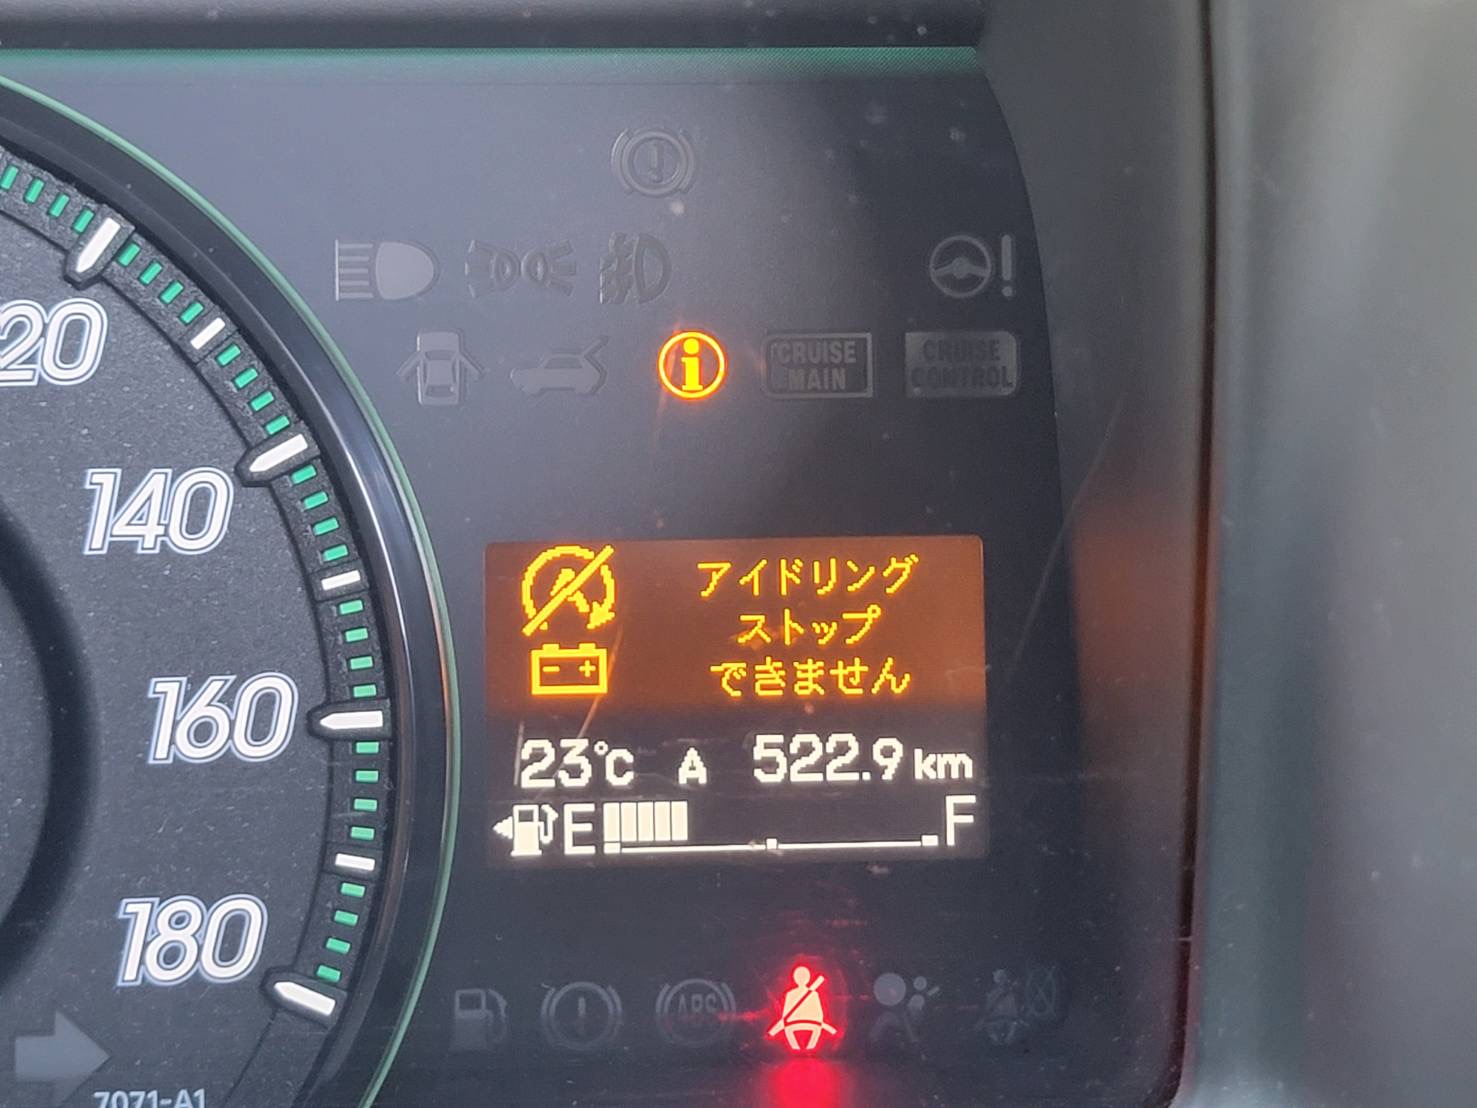 120
140
160
180
CRUISE
MAIN
CRUISE
CONTROL
アイドリング
ストップ
できません
23℃ A 522.9 km
E F
ABS
7071-A1